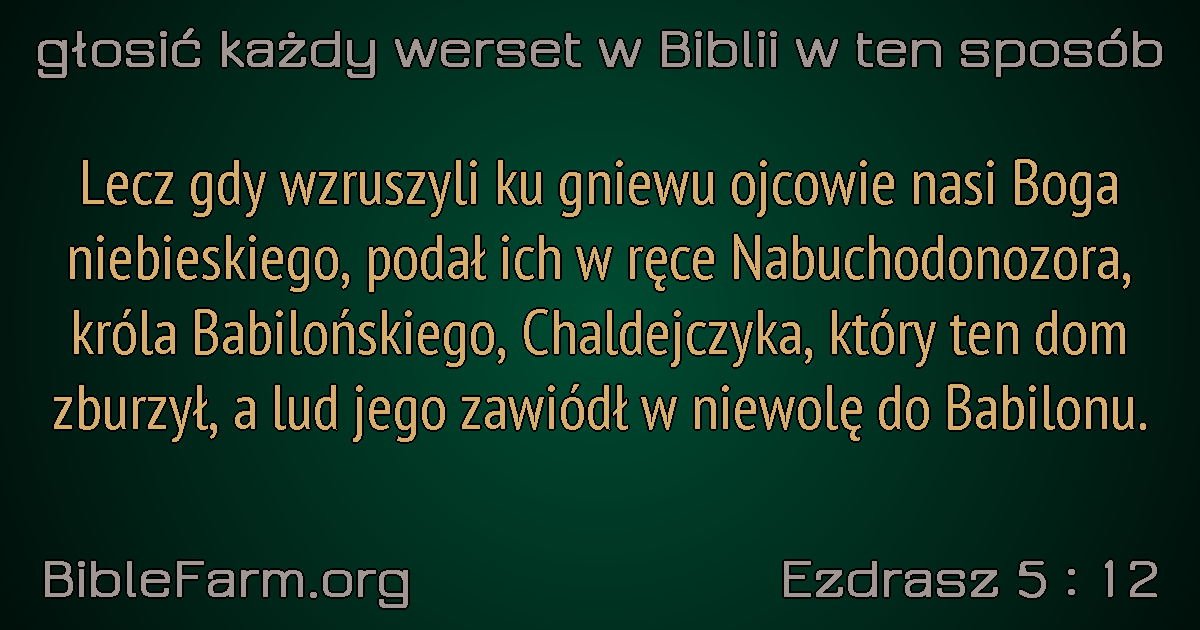 głosić każdy werset w Biblii w ten sposób
Lecz gdy wzruszyli ku gniewu ojcowie nasi Boga
niebieskiego, podał ich w ręce Nabuchodonozora,
króla Babilońskiego, Chaldejczyka, który ten dom
zburzył, a lud jego zawiódł w niewolę do Babilonu.
BibleFarm.org
Ezdrasz 5 : 12